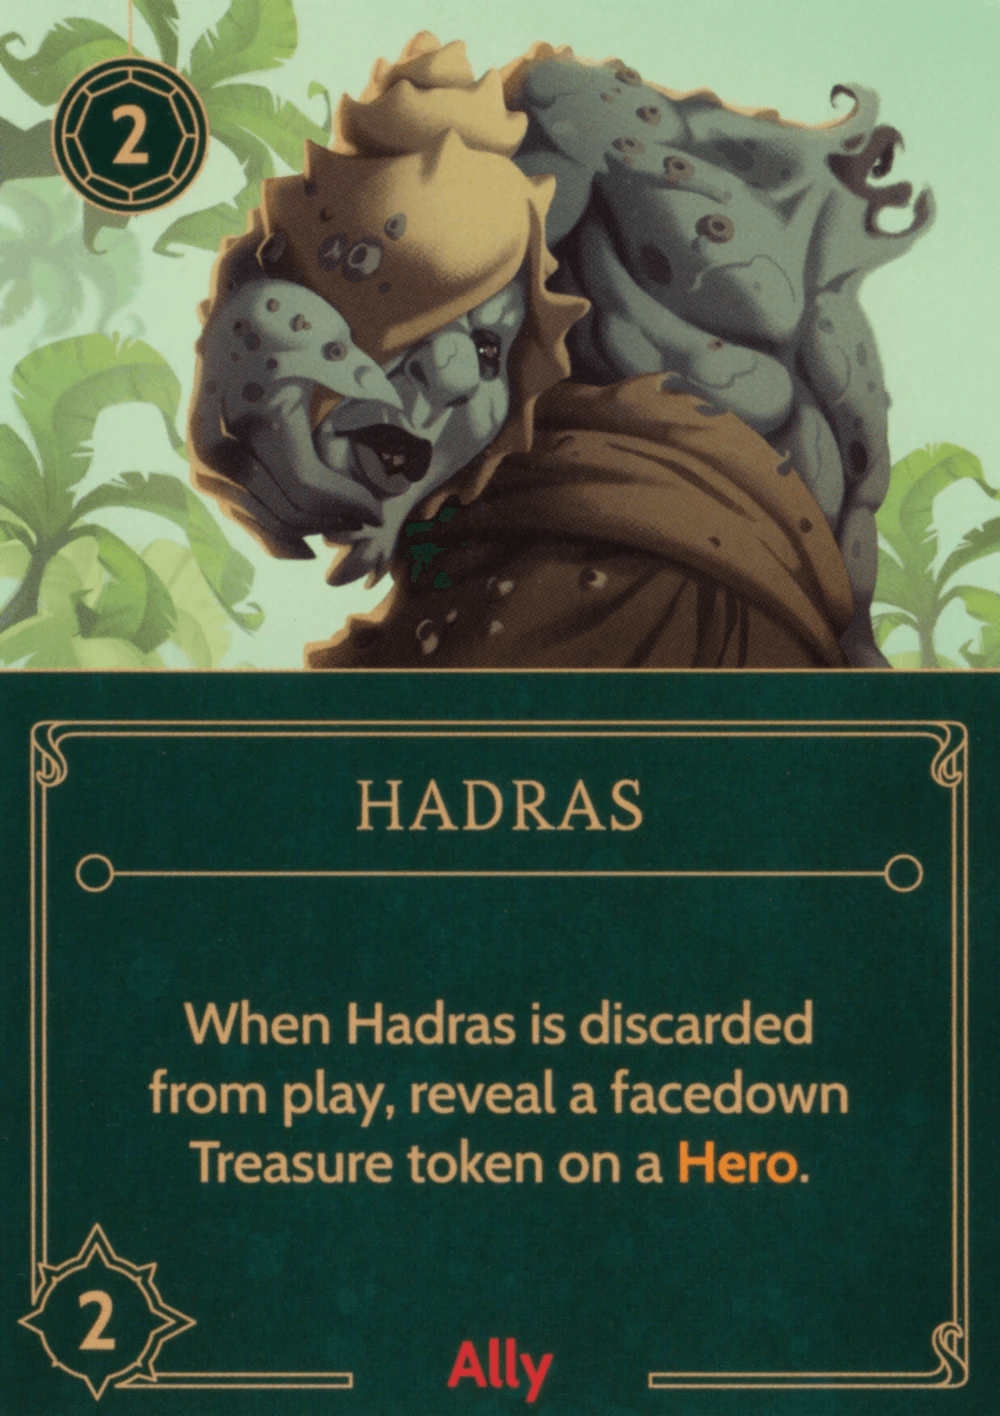 2
HADRAS
When Hadras is discarded
from play, reveal a facedown
Treasure token on a Hero.
2
Ally